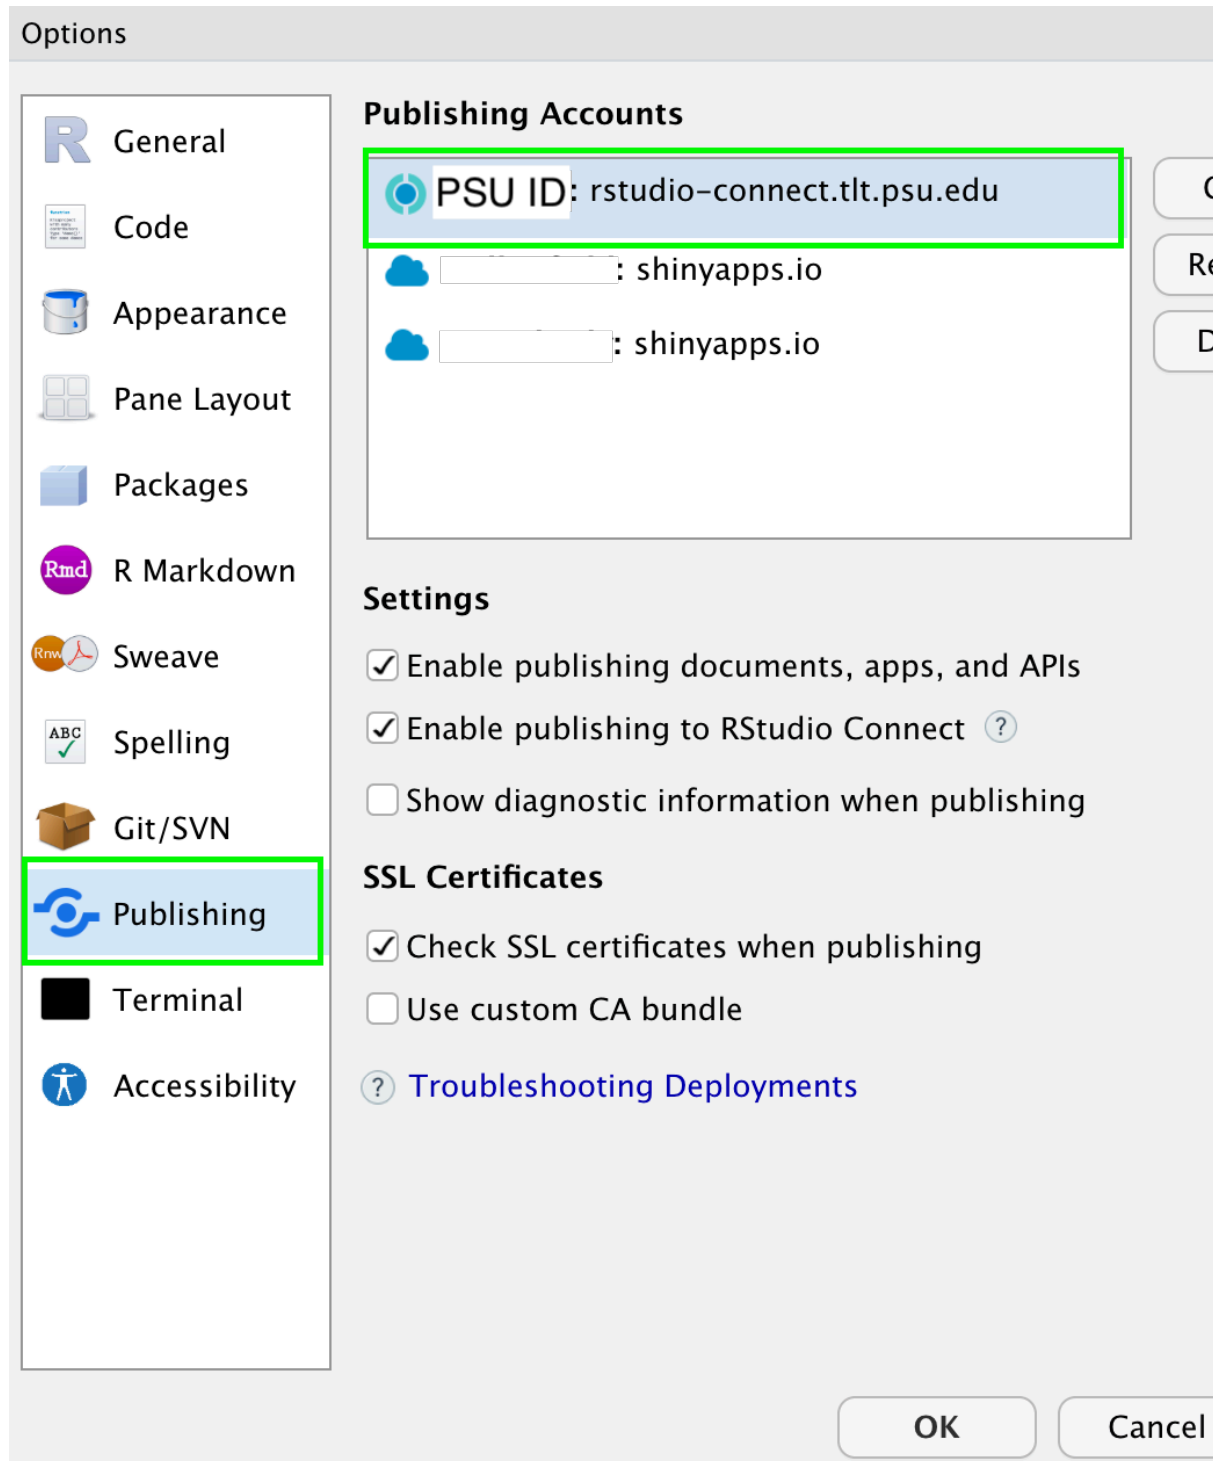 Options
General
Code
Appearance
Pane Layout
Packages
Rmd R Markdown
Rnw Sweave
ABC Spelling
Git/SVN
Publishing
Terminal
Accessibility
Publishing Accounts
PSU ID: rstudio-connect.tlt.psu.edu
: shinyapps.io
: shinyapps.io
Settings
Enable publishing documents, apps, and APIs
Enable publishing to RStudio Connect ?
Show diagnostic information when publishing
SSL Certificates
Check SSL certificates when publishing
Use custom CA bundle
? Troubleshooting Deployments
OK
Cancel